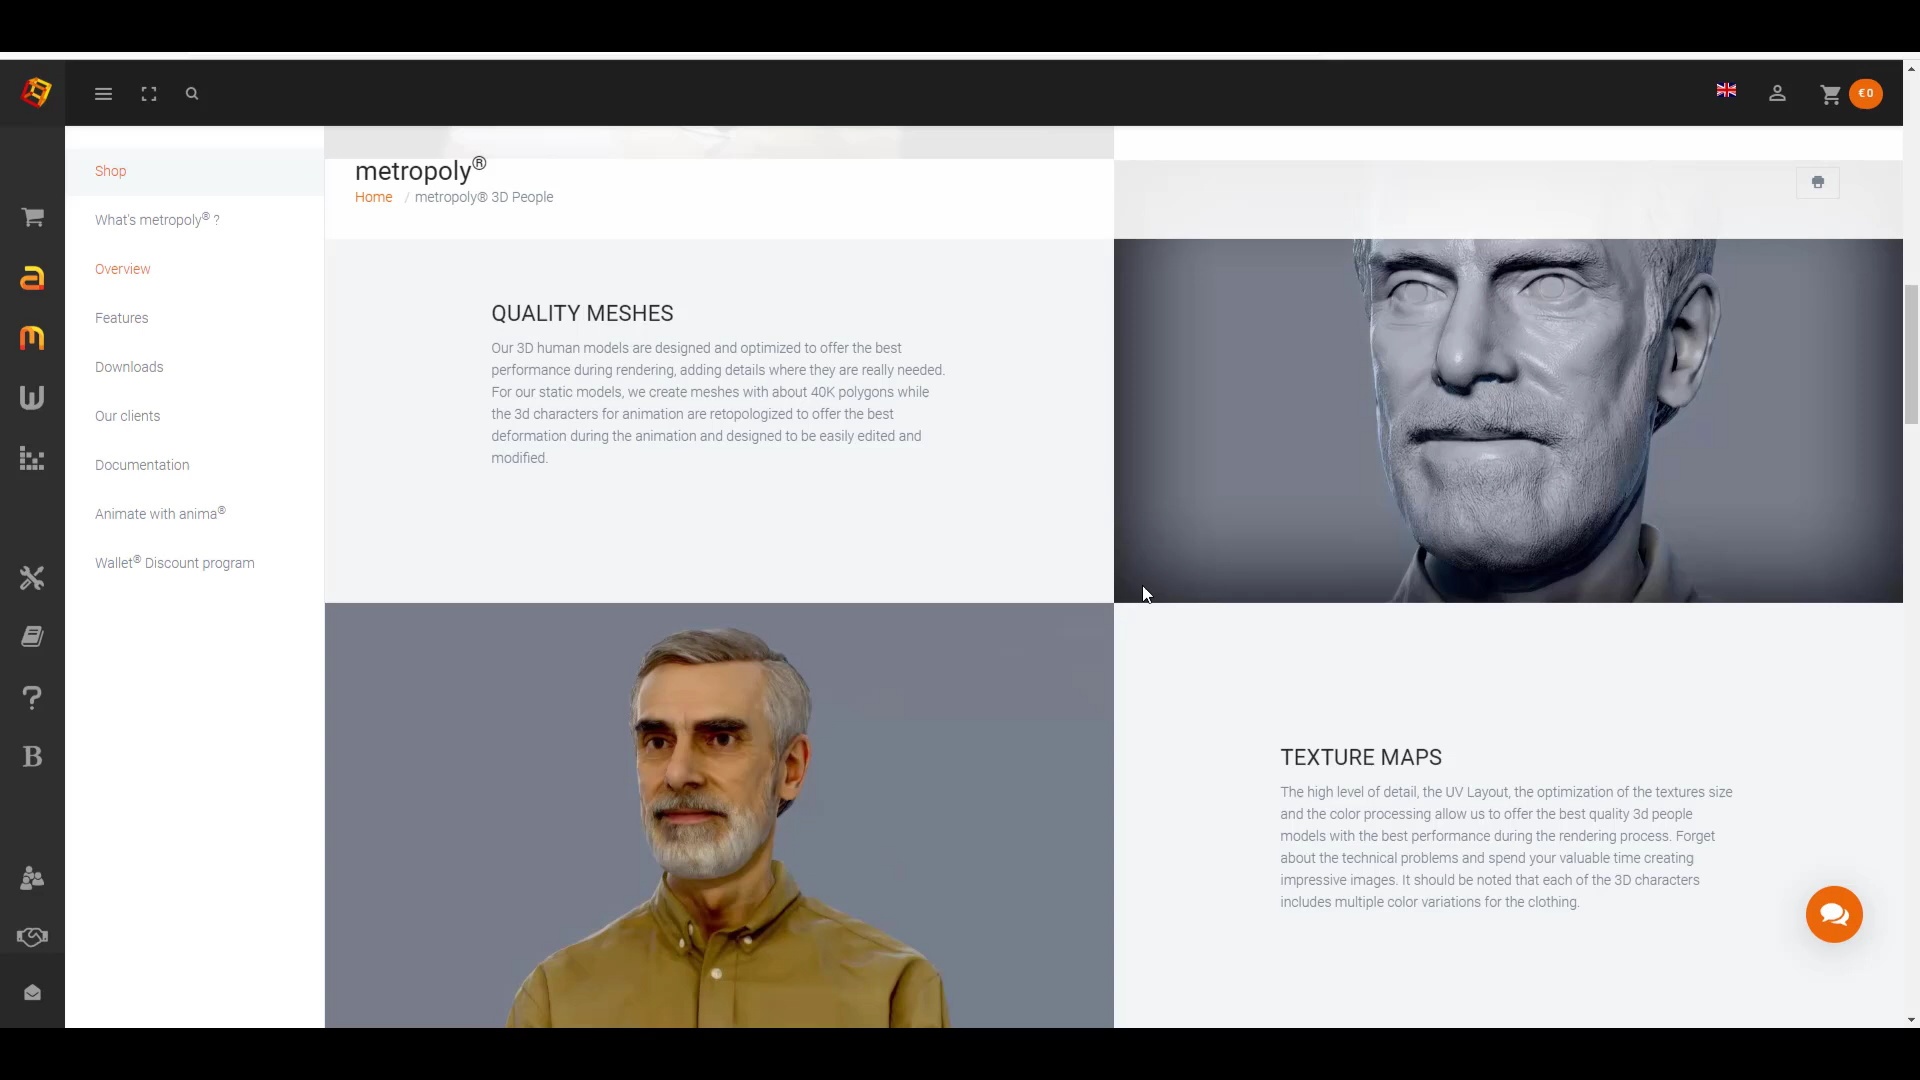 €0
Shop
What's metropoly® ?
Overview
Features
Downloads
Our clients
Documentation
Animate with anima®
Wallet® Discount program
metropoly®
Home / metropoly® 3D People
QUALITY MESHES
Our 3D human models are designed and optimized to offer the best
performance during rendering, adding details where they are really needed.
For our static models, we create meshes with about 40K polygons while
the 3d characters for animation are retopologized to offer the best
deformation during the animation and designed to be easily edited and
modified.
TEXTURE MAPS
The high level of detail, the UV Layout, the optimization of the textures size
and the color processing allow us to offer the best quality 3d people
models with the best performance during the rendering process. Forget
about the technical problems and spend your valuable time creating
impressive images. It should be noted that each of the 3D characters
includes multiple color variations for the clothing.
a
m
W
?
B